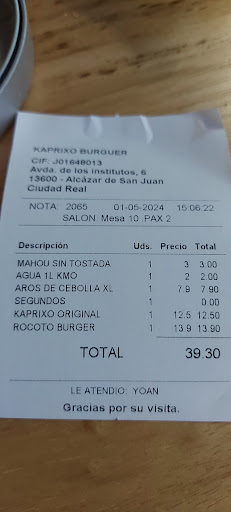 KAPRIXO BURGUER
CIF: J01648013
Avda. de los institutos, 6
13600 - Alcázar de San Juan
Ciudad Real
NOTA: 2065 01-05-2024 15:06:22
SALON Mesa 10 .PAX 2
Descripción Uds. Precio Total
MAHOU SIN TOSTADA 1 3 3.00
AGUA 1L KMO 1 2 2.00
AROS DE CEBOLLA XL 1 7.9 7.90
SEGUNDOS 1 0.00
KAPRIXO ORIGINAL 1 12.5 12.50
ROCOTO BURGER 1 13.9 13.90
TOTAL 39.30
LE ATENDIO: YOAN
Gracias por su visita.